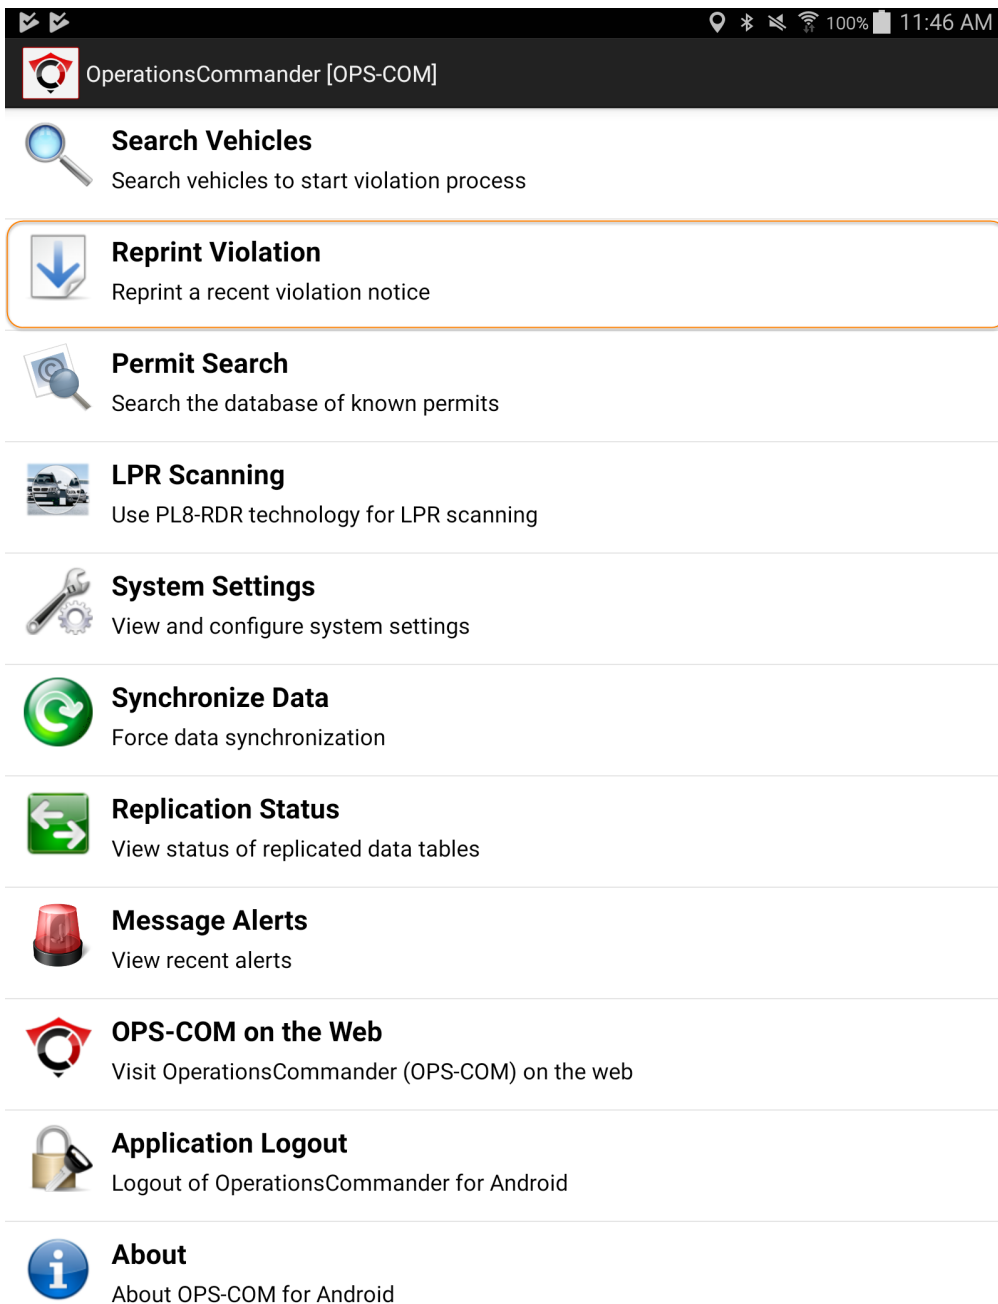 100% 11:46 AM
OperationsCommander [OPS-COM]
Search Vehicles
Search vehicles to start violation process
Reprint Violation
Reprint a recent violation notice
Permit Search
Search the database of known permits
LPR Scanning
Use PL8-RDR technology for LPR scanning
System Settings
View and configure system settings
Synchronize Data
Force data synchronization
Replication Status
View status of replicated data tables
Message Alerts
View recent alerts
OPS-COM on the Web
Visit OperationsCommander (OPS-COM) on the web
Application Logout
Logout of OperationsCommander for Android
About
About OPS-COM for Android